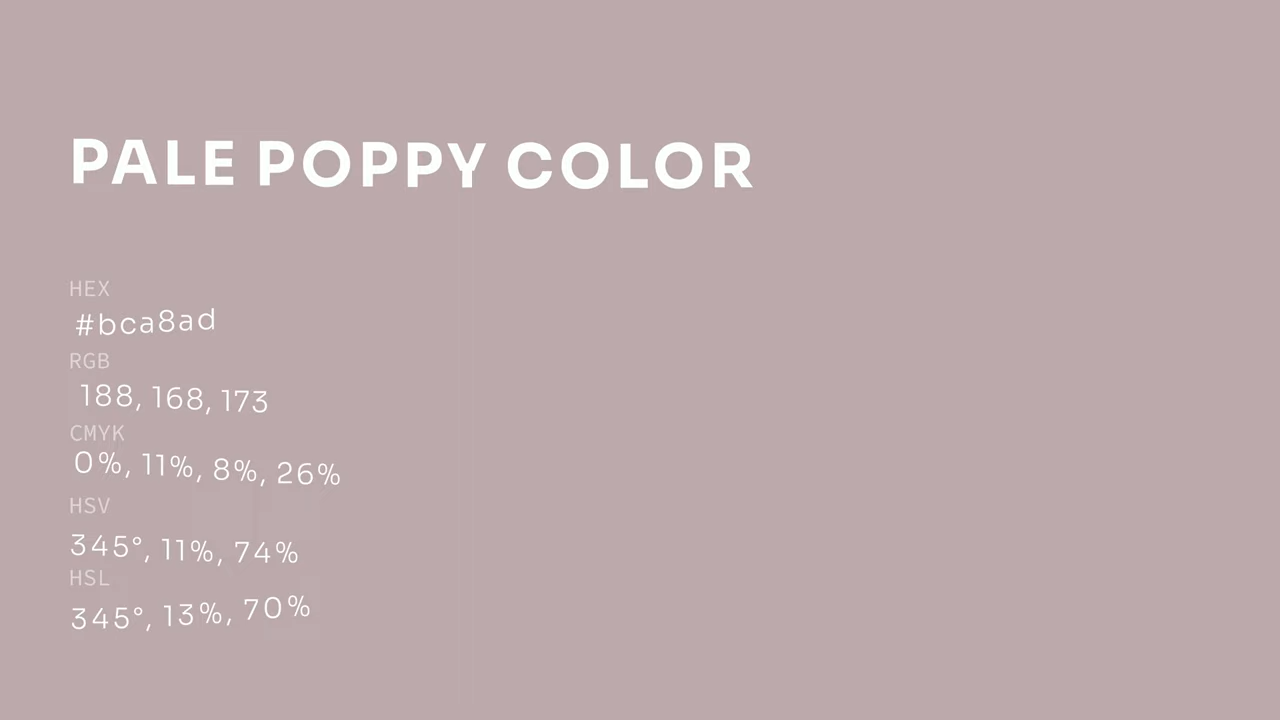 PALE POPPY COLOR
HEX
#bca8ad
RGB
188, 168, 173
CMYK
0%, 11%, 8%, 26%
HSV
345°, 11%, 74%
HSL
345°, 13%, 70%